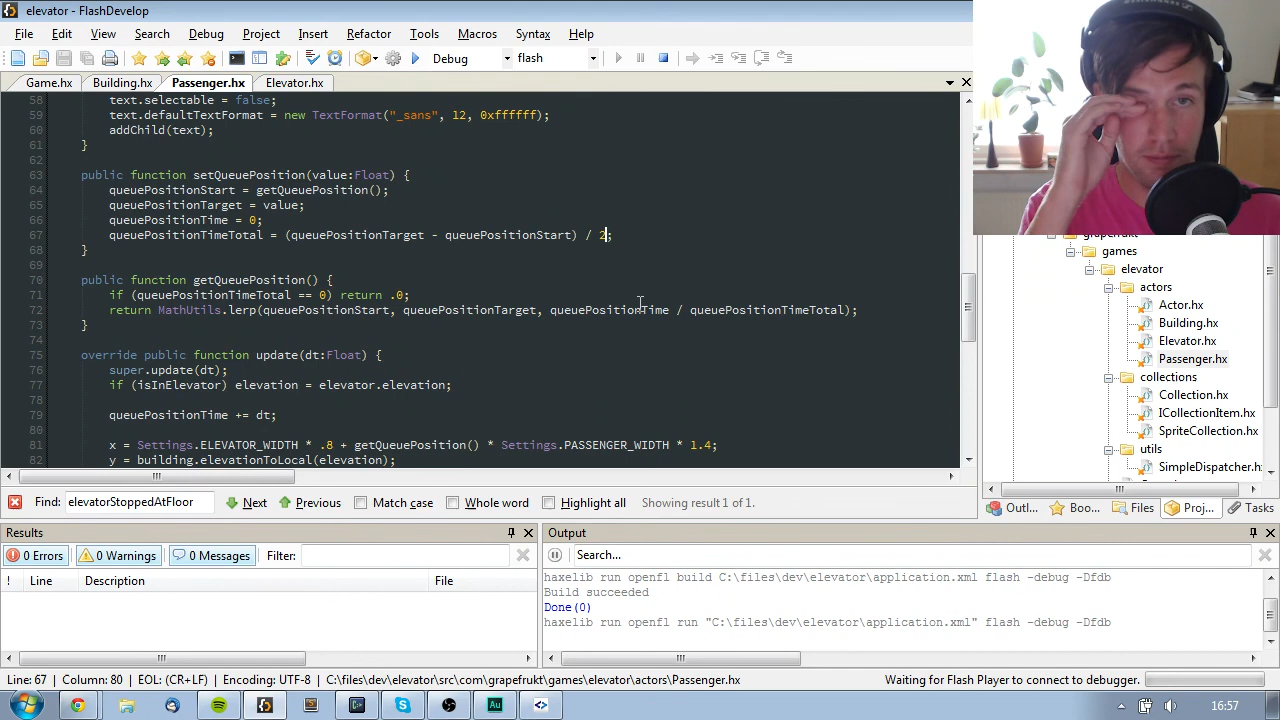 elevator - FlashDevelop
File Edit View Search Debug Project Insert Refactor Tools Macros Syntax Help
Debug flash
Game.hx Building.hx Passenger.hx Elevator.hx
58 text.selectable = false;
59 text.defaultTextFormat = new TextFormat("_sans", 12, 0xffffff);
60 addChild(text);
61 }
62
63 public function setQueuePosition(value:Float) {
64 queuePositionStart = getQueuePosition();
65 queuePositionTarget = value;
66 queuePositionTime = 0;
67 queuePositionTimeTotal = (queuePositionTarget - queuePositionStart) / 2;
68 }
69
70 public function getQueuePosition() {
71 if (queuePositionTimeTotal == 0) return .0;
72 return MathUtils.lerp(queuePositionStart, queuePositionTarget, queuePositionTime / queuePositionTimeTotal);
73 }
74
75 override public function update(dt:Float) {
76 super.update(dt);
77 if (isInElevator) elevation = elevator.elevation;
78
79 queuePositionTime += dt;
80
81 x = Settings.ELEVATOR_WIDTH * .8 + getQueuePosition() * Settings.PASSENGER_WIDTH * 1.4;
82 y = building.elevationToLocal(elevation);
games
elevator
actors
Actor.hx
Building.hx
Elevator.hx
Passenger.hx
collections
Collection.hx
ICollectionItem.hx
SpriteCollection.hx
utils
SimpleDispatcher.hx
Outl... Boo... Files Proj... Tasks
Find: elevatorStoppedAtFloor Next Previous Match case Whole word Highlight all Showing result 1 of 1.
Results
0 Errors 0 Warnings 0 Messages Filter:
! Line Description File
Output
Search...
haxelib run openfl build C:\files\dev\elevator\application.xml flash -debug -Dfdb
Build succeeded
Done(0)
haxelib run openfl run "C:\files\dev\elevator\application.xml" flash -debug -Dfdb
Line: 67 Column: 80 EOL: (CR+LF) Encoding: UTF-8 C:\files\dev\elevator\src\com\grapefrukt\games\elevator\actors\Passenger.hx Waiting for Flash Player to connect to debugger.
16:57